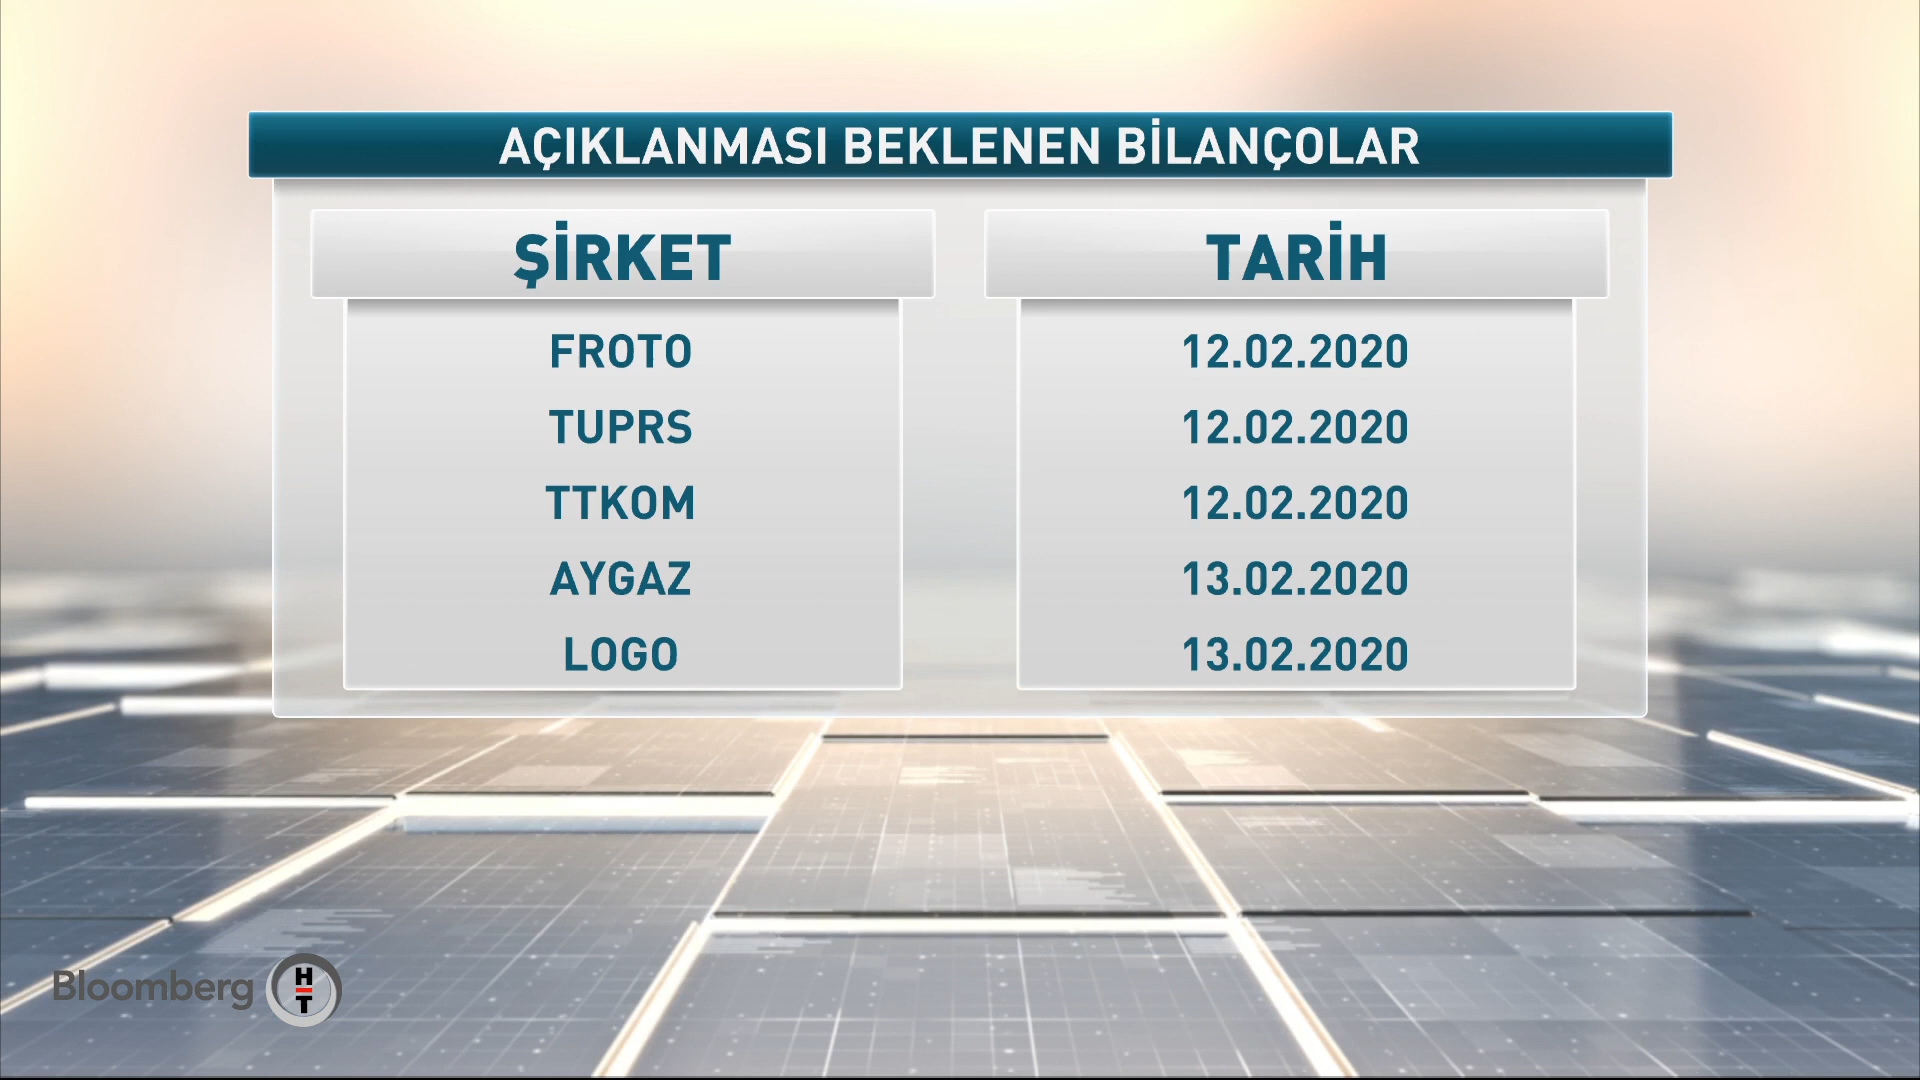 AÇIKLANMASI BEKLENEN BİLANÇOLAR
ŞİRKET TARİH
FROTO 12.02.2020
TUPRS 12.02.2020
TTKOM 12.02.2020
AYGAZ 13.02.2020
LOGO 13.02.2020
Bloomberg HT